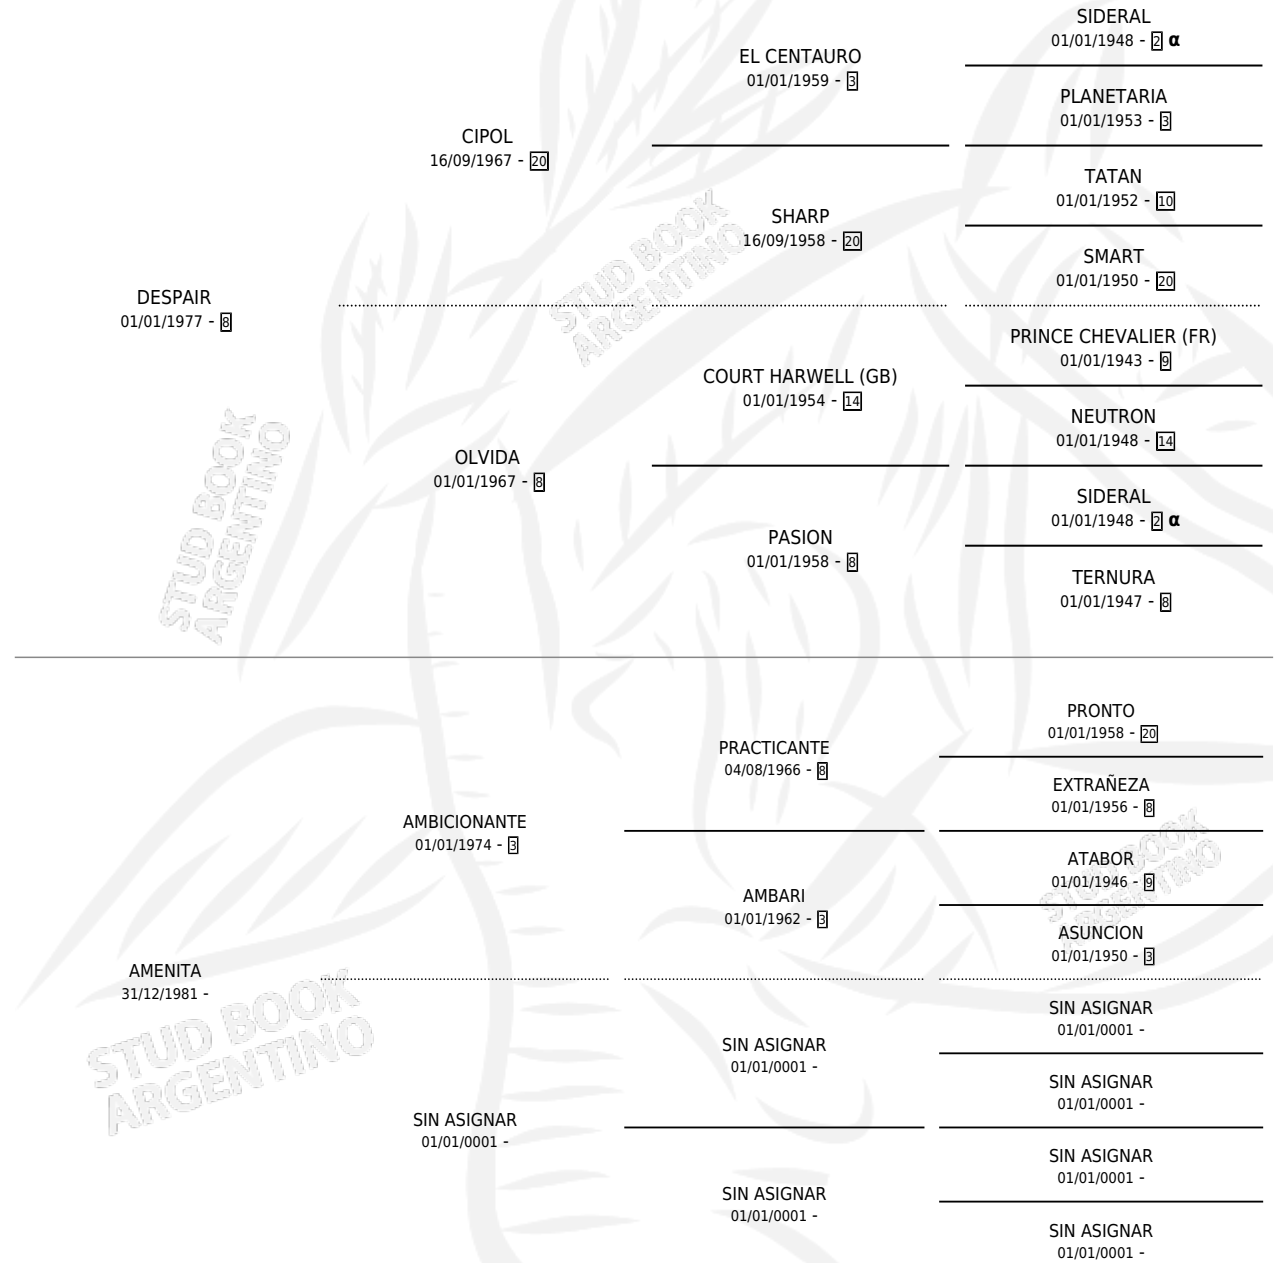 SIDERAL
01/01/1948 - 2 α
EL CENTAURO
01/01/1959 - 3
PLANETARIA
01/01/1953 - 3
CIPOL
16/09/1967 - 20
TATAN
01/01/1952 - 10
SHARP
16/09/1958 - 20
SMART
01/01/1950 - 20
DESPAIR
01/01/1977 - 8
PRINCE CHEVALIER (FR)
01/01/1943 - 9
COURT HARWELL (GB)
01/01/1954 - 14
NEUTRON
01/01/1948 - 14
OLVIDA
01/01/1967 - 8
SIDERAL
01/01/1948 - 2 α
PASION
01/01/1958 - 8
TERNURA
01/01/1947 - 8
STUD BOOK
ARGENTINO
STUD BOOK
ARGENTINO
PRONTO
01/01/1958 - 20
PRACTICANTE
04/08/1966 - 8
EXTRAÑEZA
01/01/1956 - 8
AMBICIONANTE
01/01/1974 - 3
ATABOR
01/01/1946 - 9
AMBARI
01/01/1962 - 3
ASUNCION
01/01/1950 - 3
AMENITA
31/12/1981 -
SIN ASIGNAR
01/01/0001 -
SIN ASIGNAR
01/01/0001 -
SIN ASIGNAR
01/01/0001 -
SIN ASIGNAR
01/01/0001 -
SIN ASIGNAR
01/01/0001 -
SIN ASIGNAR
01/01/0001 -
SIN ASIGNAR
01/01/0001 -
STUD BOOK
ARGENTINO
STUD BOOK
ARGENTINO